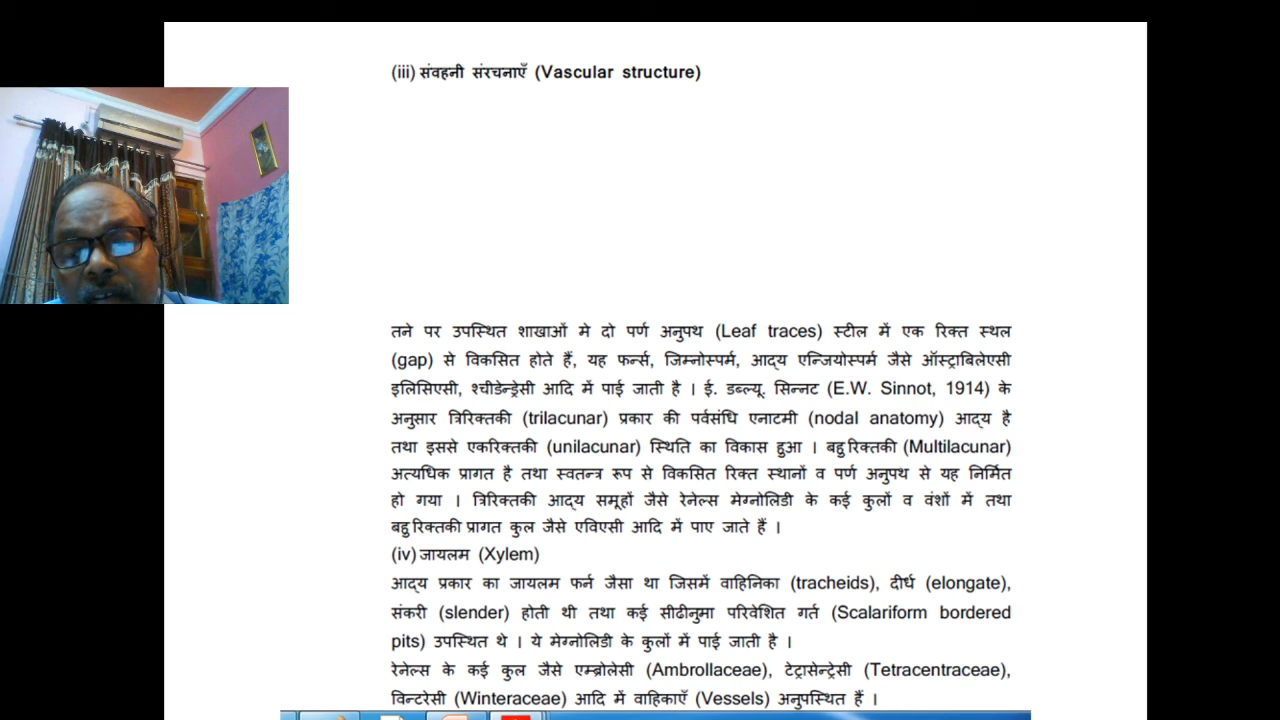 (iii) संवहनी संरचनाएँ (Vascular structure)
तने पर उपस्थित शाखाओं मे दो पर्ण अनुपथ (Leaf traces) स्टील में एक रिक्त स्थल
(gap) से विकसित होते हैं, यह फर्न्स, जिम्नोस्पर्म, आद्य एन्जियोस्पर्म जैसे ऑस्ट्राबिलेएसी
इलिसिएसी, श्चीडेन्ड्रेसी आदि में पाई जाती है । ई. डब्ल्यू. सिन्नट (E.W. Sinnot, 1914) के
अनुसार त्रिरिक्तकी (trilacunar) प्रकार की पर्वसंधि एनाटमी (nodal anatomy) आद्य है
तथा इससे एकरिक्तकी (unilacunar) स्थिति का विकास हुआ । बहुरिक्तकी (Multilacunar)
अत्यधिक प्रागत है तथा स्वतन्त्र रूप से विकसित रिक्त स्थानों व पर्ण अनुपथ से यह निर्मित
हो गया । त्रिरिक्तकी आद्य समूहों जैसे रेनेल्स मेग्नोलिडी के कई कुलों व वंशों में तथा
बहुरिक्तकी प्रागत कुल जैसे एविएसी आदि में पाए जाते हैं ।
(iv) जायलम (Xylem)
आद्य प्रकार का जायलम फर्न जैसा था जिसमें वाहिनिका (tracheids), दीर्घ (elongate),
संकरी (slender) होती थी तथा कई सीढीनुमा परिवेशित गर्त (Scalariform bordered
pits) उपस्थित थे । ये मेग्नोलिडी के कुलों में पाई जाती है ।
रेनेल्स के कई कुल जैसे एम्ब्रोलेसी (Ambrollaceae), टेट्रासेन्ट्रेसी (Tetracentraceae),
विन्टरेसी (Winteraceae) आदि में वाहिकाएँ (Vessels) अनुपस्थित हैं ।